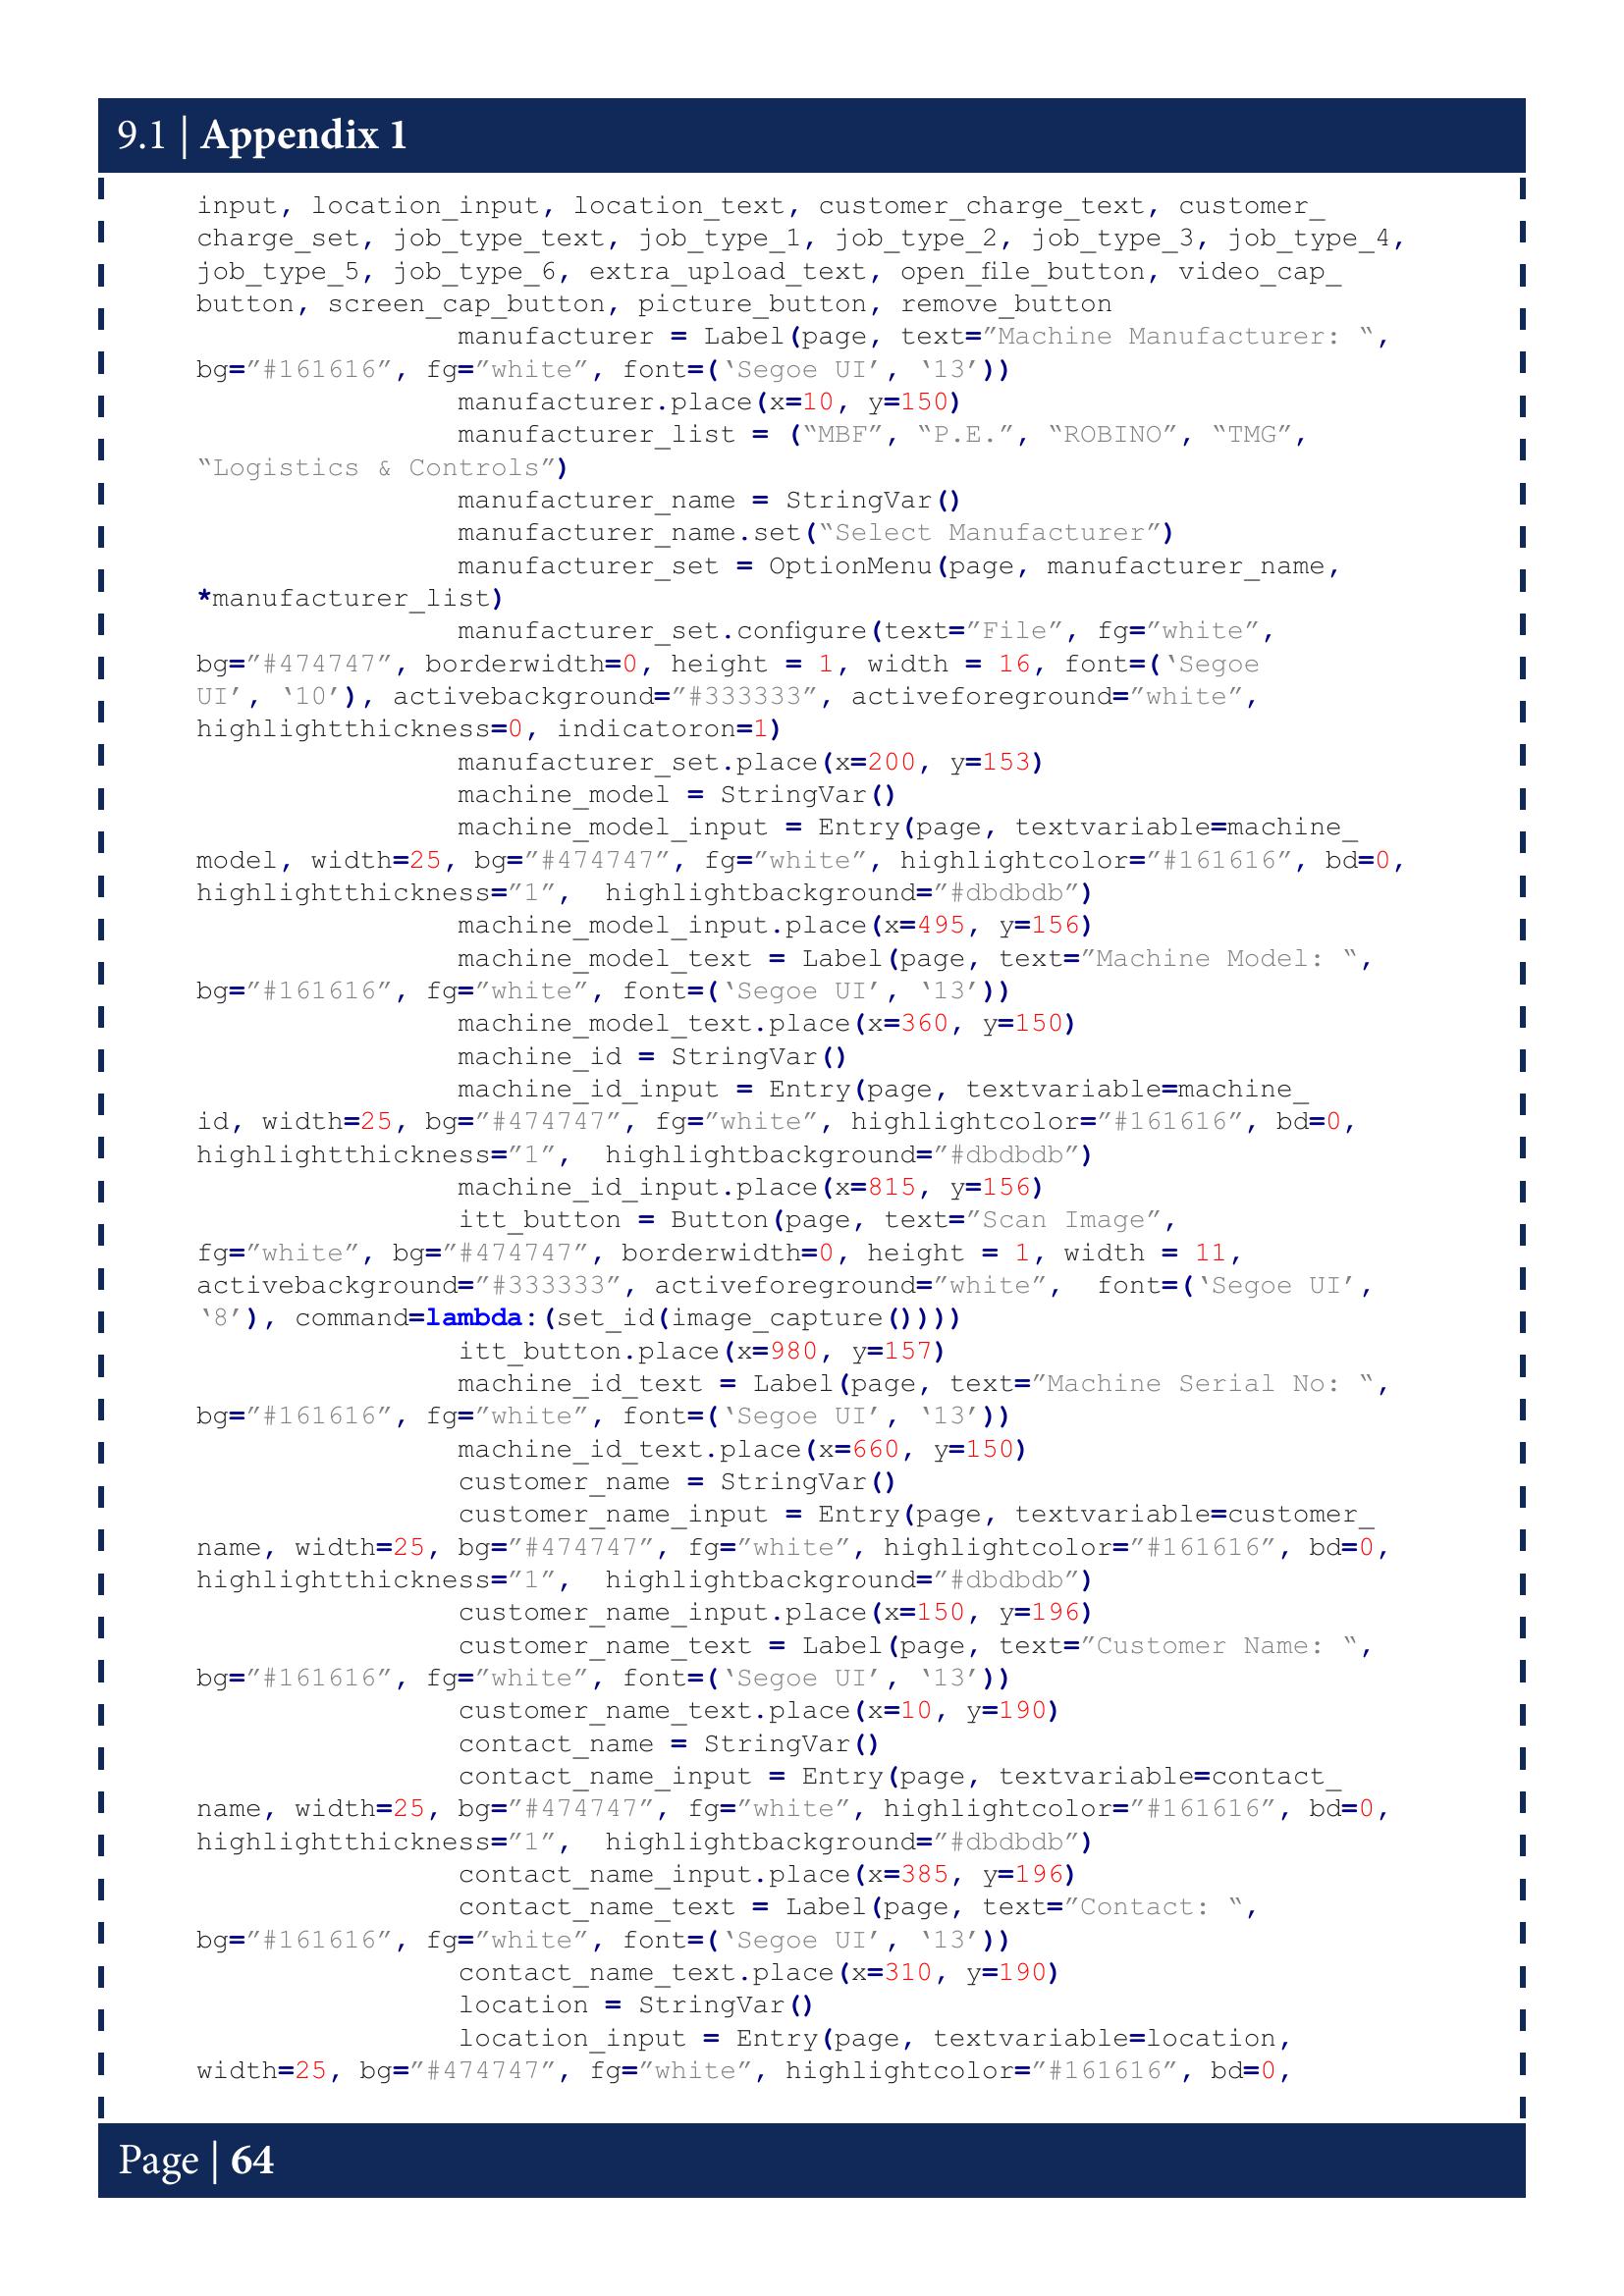 9.1 | Appendix 1
input, location_input, location_text, customer_charge_text, customer_
charge_set, job_type_text, job_type_1, job_type_2, job_type_3, job_type_4,
job_type_5, job_type_6, extra_upload_text, open_file_button, video_cap_
button, screen_cap_button, picture_button, remove_button
                manufacturer = Label(page, text=”Machine Manufacturer: “,
bg=”#161616”, fg=”white”, font=(‘Segoe UI’, ‘13’))
                manufacturer.place(x=10, y=150)
                manufacturer_list = (“MBF”, “P.E.”, “ROBINO”, “TMG”,
“Logistics & Controls”)
                manufacturer_name = StringVar()
                manufacturer_name.set(“Select Manufacturer”)
                manufacturer_set = OptionMenu(page, manufacturer_name,
*manufacturer_list)
                manufacturer_set.configure(text=”File”, fg=”white”,
bg=”#474747”, borderwidth=0, height = 1, width = 16, font=(‘Segoe
UI’, ‘10’), activebackground=”#333333”, activeforeground=”white”,
highlightthickness=0, indicatoron=1)
                manufacturer_set.place(x=200, y=153)
                machine_model = StringVar()
                machine_model_input = Entry(page, textvariable=machine_
model, width=25, bg=”#474747”, fg=”white”, highlightcolor=”#161616”, bd=0,
highlightthickness=”1”,  highlightbackground=”#dbdbdb”)
                machine_model_input.place(x=495, y=156)
                machine_model_text = Label(page, text=”Machine Model: “,
bg=”#161616”, fg=”white”, font=(‘Segoe UI’, ‘13’))
                machine_model_text.place(x=360, y=150)
                machine_id = StringVar()
                machine_id_input = Entry(page, textvariable=machine_
id, width=25, bg=”#474747”, fg=”white”, highlightcolor=”#161616”, bd=0,
highlightthickness=”1”,  highlightbackground=”#dbdbdb”)
                machine_id_input.place(x=815, y=156)
                itt_button = Button(page, text=”Scan Image”,
fg=”white”, bg=”#474747”, borderwidth=0, height = 1, width = 11,
activebackground=”#333333”, activeforeground=”white”,  font=(‘Segoe UI’,
‘8’), command=lambda:(set_id(image_capture())))
                itt_button.place(x=980, y=157)
                machine_id_text = Label(page, text=”Machine Serial No: “,
bg=”#161616”, fg=”white”, font=(‘Segoe UI’, ‘13’))
                machine_id_text.place(x=660, y=150)
                customer_name = StringVar()
                customer_name_input = Entry(page, textvariable=customer_
name, width=25, bg=”#474747”, fg=”white”, highlightcolor=”#161616”, bd=0,
highlightthickness=”1”,  highlightbackground=”#dbdbdb”)
                customer_name_input.place(x=150, y=196)
                customer_name_text = Label(page, text=”Customer Name: “,
bg=”#161616”, fg=”white”, font=(‘Segoe UI’, ‘13’))
                customer_name_text.place(x=10, y=190)
                contact_name = StringVar()
                contact_name_input = Entry(page, textvariable=contact_
name, width=25, bg=”#474747”, fg=”white”, highlightcolor=”#161616”, bd=0,
highlightthickness=”1”,  highlightbackground=”#dbdbdb”)
                contact_name_input.place(x=385, y=196)
                contact_name_text = Label(page, text=”Contact: “,
bg=”#161616”, fg=”white”, font=(‘Segoe UI’, ‘13’))
                contact_name_text.place(x=310, y=190)
                location = StringVar()
                location_input = Entry(page, textvariable=location,
width=25, bg=”#474747”, fg=”white”, highlightcolor=”#161616”, bd=0,
Page | 64